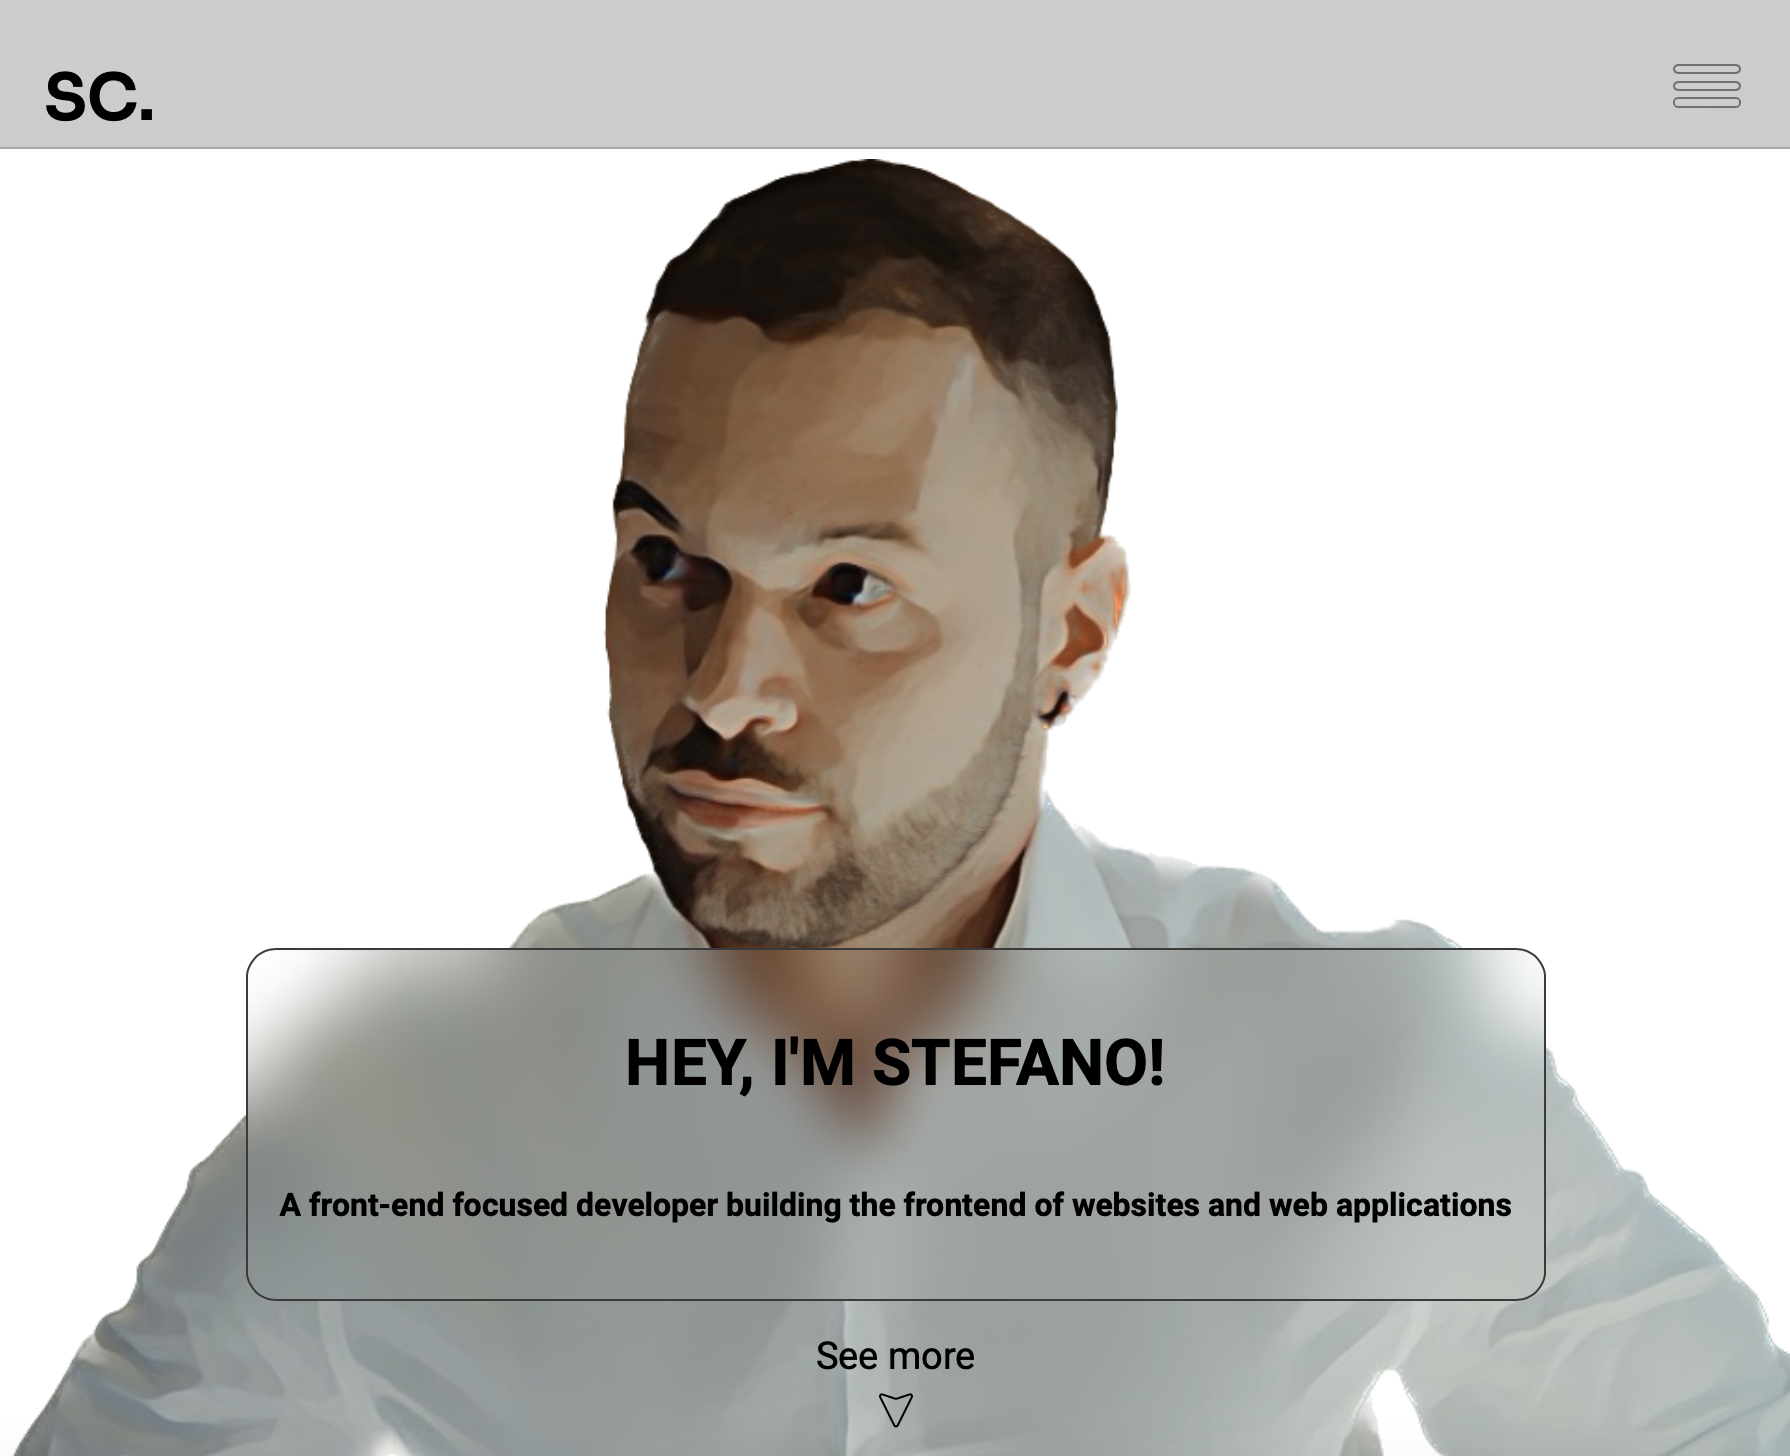 SC.
HEY, I'M STEFANO!
A front-end focused developer building the frontend of websites and web applications
See more